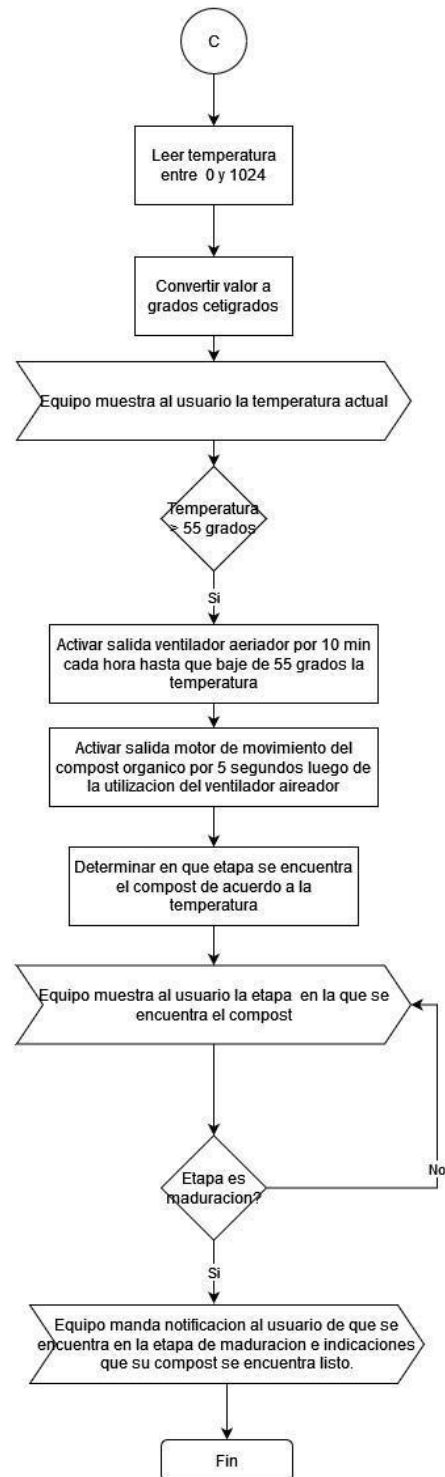 C
Leer temperatura
entre 0 y 1024
Convertir valor a
grados cetigrados
Equipo muestra al usuario la temperatura actual
Temperatura
> 55 grados
Si
Activar salida ventilador aeriador por 10 min
cada hora hasta que baje de 55 grados la
temperatura
Activar salida motor de movimiento del
compost organico por 5 segundos luego de
la utilizacion del ventilador aireador
Determinar en que etapa se encuentra
el compost de acuerdo a la
temperatura
Equipo muestra al usuario la etapa en la que se
encuentra el compost
Etapa es
maduracion?
No
Si
Equipo manda notificacion al usuario de que se
encuentra en la etapa de maduracion e indicaciones
que su compost se encuentra listo.
Fin